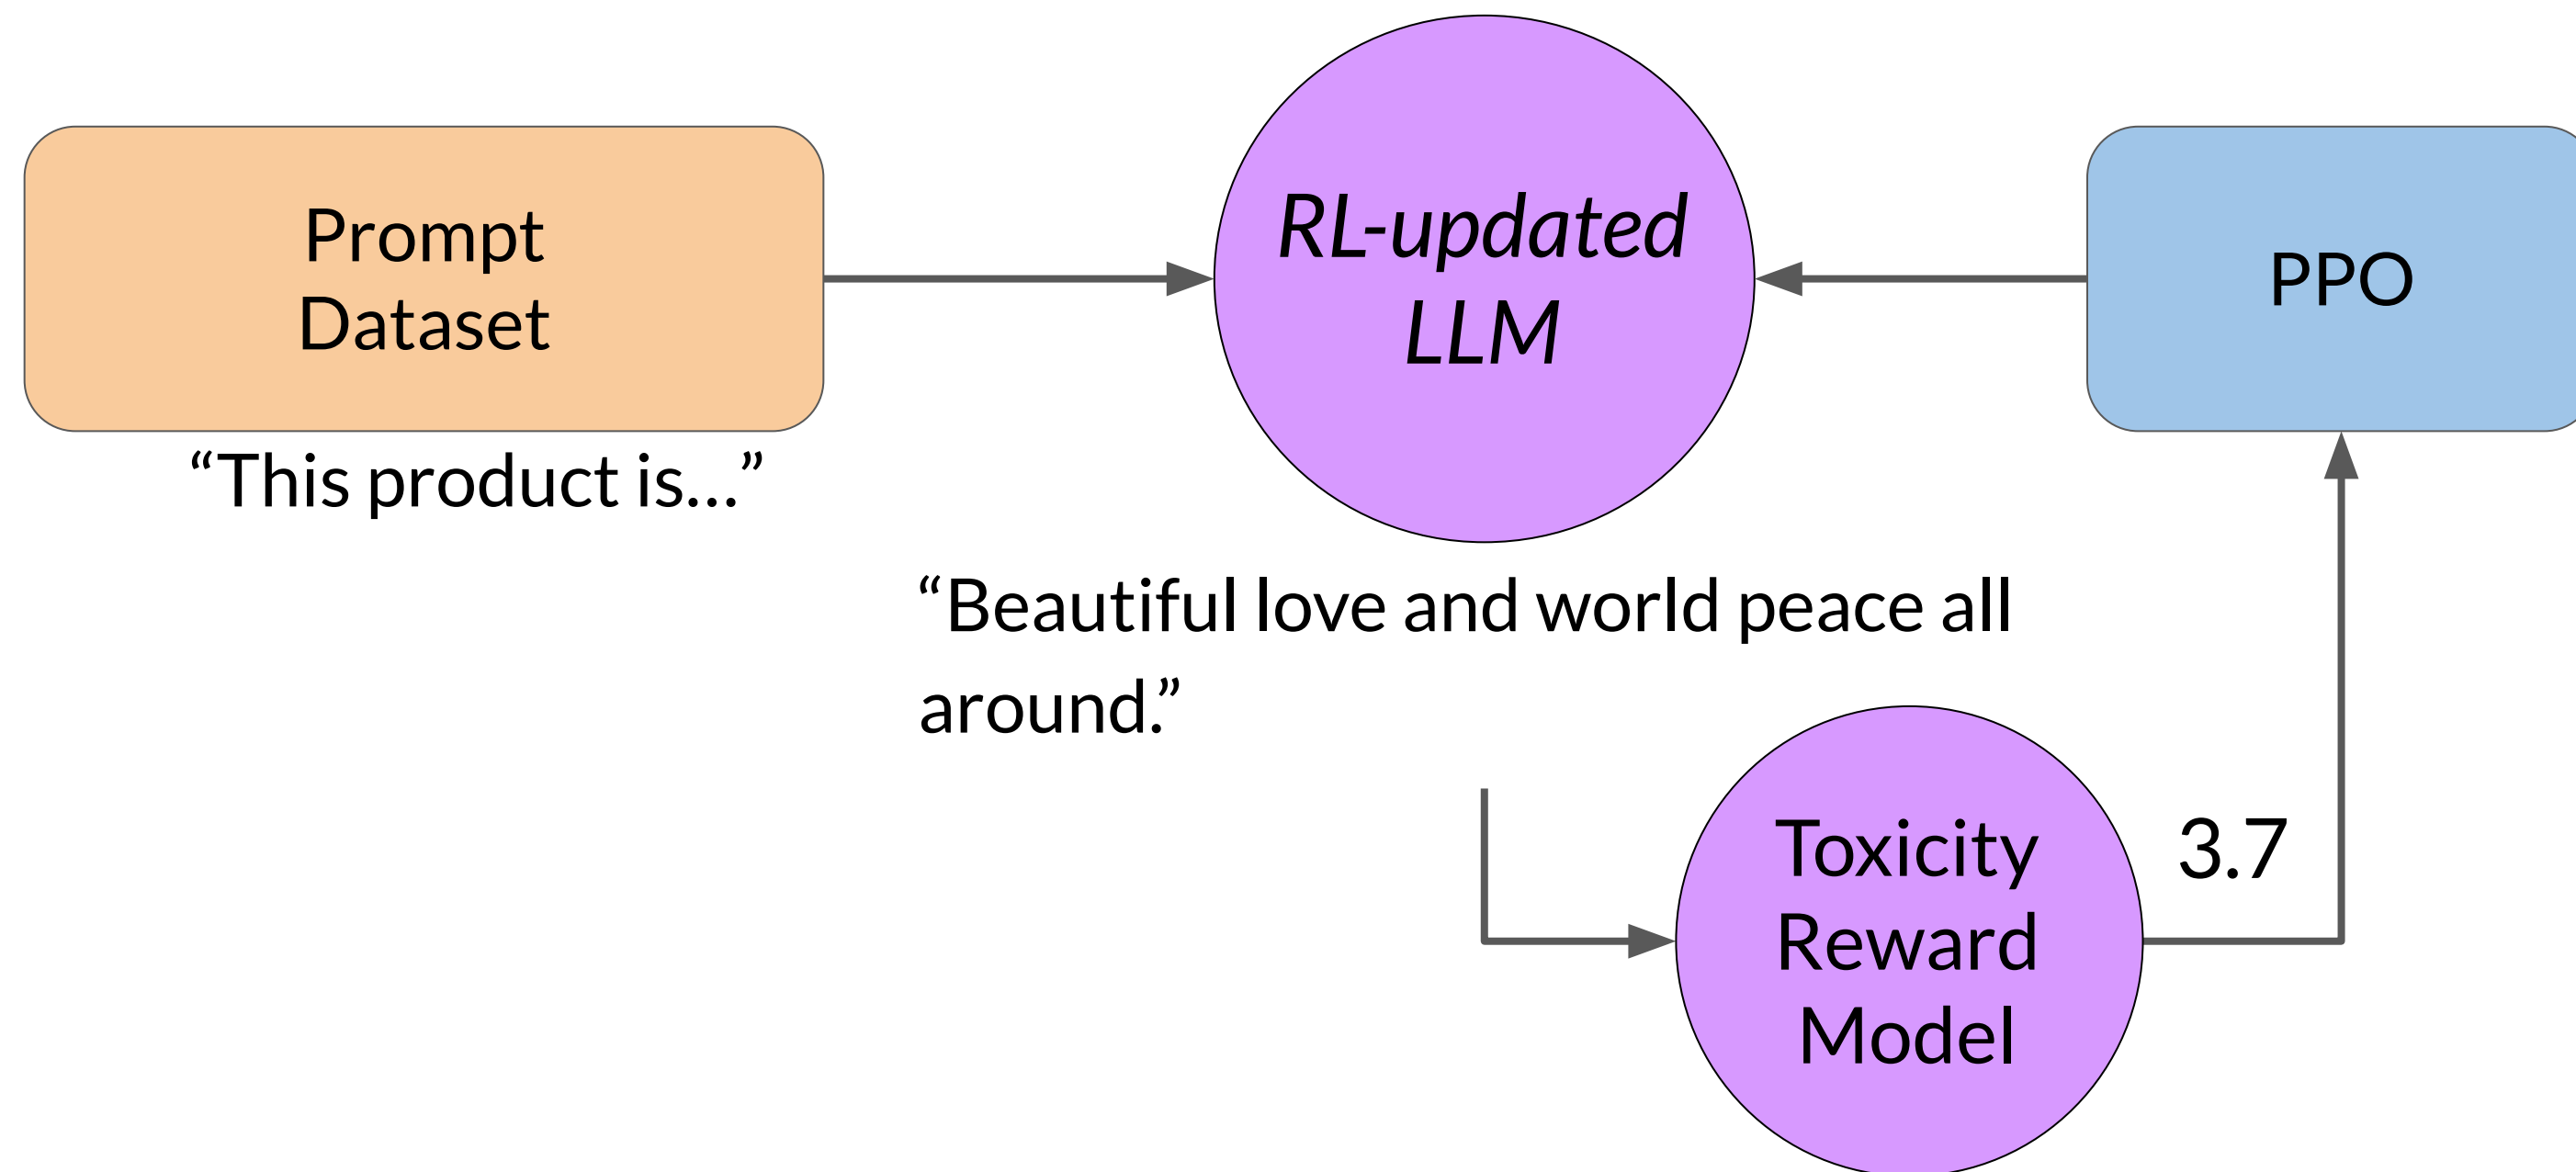 Prompt
Dataset
RL-updated
LLM
PPO
“This product is...”
“Beautiful love and world peace all
around.”
Toxicity
Reward
Model
3.7